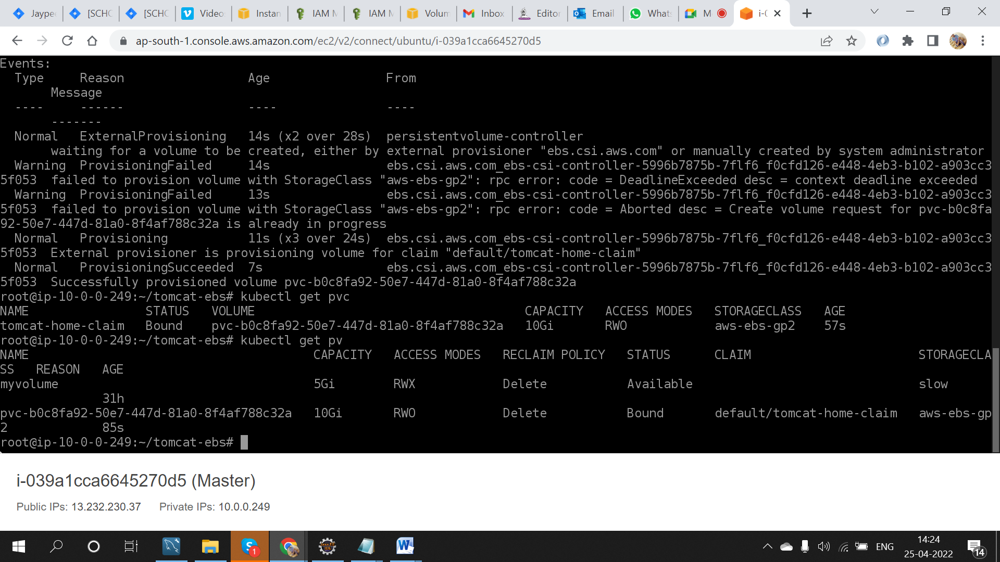 Jaype
[SCHO
[SCHO
Video
Instan
IAM M
IAM M
Volum
Inbox
Editor
Email
Whats
M
i-0
ap-south-1.console.aws.amazon.com/ec2/v2/connect/ubuntu/i-039a1cca6645270d5
Events:
Type Reason Age From
Message
---- ------ ---- ----
-------
Normal ExternalProvisioning 14s (x2 over 28s) persistentvolume-controller
waiting for a volume to be created, either by external provisioner "ebs.csi.aws.com" or manually created by system administrator
Warning ProvisioningFailed 14s ebs.csi.aws.com_ebs-csi-controller-5996b7875b-7flf6_f0cfd126-e448-4eb3-b102-a903cc3
5f053 failed to provision volume with StorageClass "aws-ebs-gp2": rpc error: code = DeadlineExceeded desc = context deadline exceeded
Warning ProvisioningFailed 13s ebs.csi.aws.com_ebs-csi-controller-5996b7875b-7flf6_f0cfd126-e448-4eb3-b102-a903cc3
5f053 failed to provision volume with StorageClass "aws-ebs-gp2": rpc error: code = Aborted desc = Create volume request for pvc-b0c8fa
92-50e7-447d-81a0-8f4af788c32a is already in progress
Normal Provisioning 11s (x3 over 24s) ebs.csi.aws.com_ebs-csi-controller-5996b7875b-7flf6_f0cfd126-e448-4eb3-b102-a903cc3
5f053 External provisioner is provisioning volume for claim "default/tomcat-home-claim"
Normal ProvisioningSucceeded 7s ebs.csi.aws.com_ebs-csi-controller-5996b7875b-7flf6_f0cfd126-e448-4eb3-b102-a903cc3
5f053 Successfully provisioned volume pvc-b0c8fa92-50e7-447d-81a0-8f4af788c32a
root@ip-10-0-0-249:~/tomcat-ebs# kubectl get pvc
NAME STATUS VOLUME CAPACITY ACCESS MODES STORAGECLASS AGE
tomcat-home-claim Bound pvc-b0c8fa92-50e7-447d-81a0-8f4af788c32a 10Gi RWO aws-ebs-gp2 57s
root@ip-10-0-0-249:~/tomcat-ebs# kubectl get pv
NAME CAPACITY ACCESS MODES RECLAIM POLICY STATUS CLAIM STORAGECLA
SS REASON AGE
myvolume 5Gi RWX Delete Available slow
31h
pvc-b0c8fa92-50e7-447d-81a0-8f4af788c32a 10Gi RWO Delete Bound default/tomcat-home-claim aws-ebs-gp
2 85s
root@ip-10-0-0-249:~/tomcat-ebs#
i-039a1cca6645270d5 (Master)
Public IPs: 13.232.230.37 Private IPs: 10.0.0.249
1
Java EE
IDE
W
ENG
14:24
25-04-2022
14